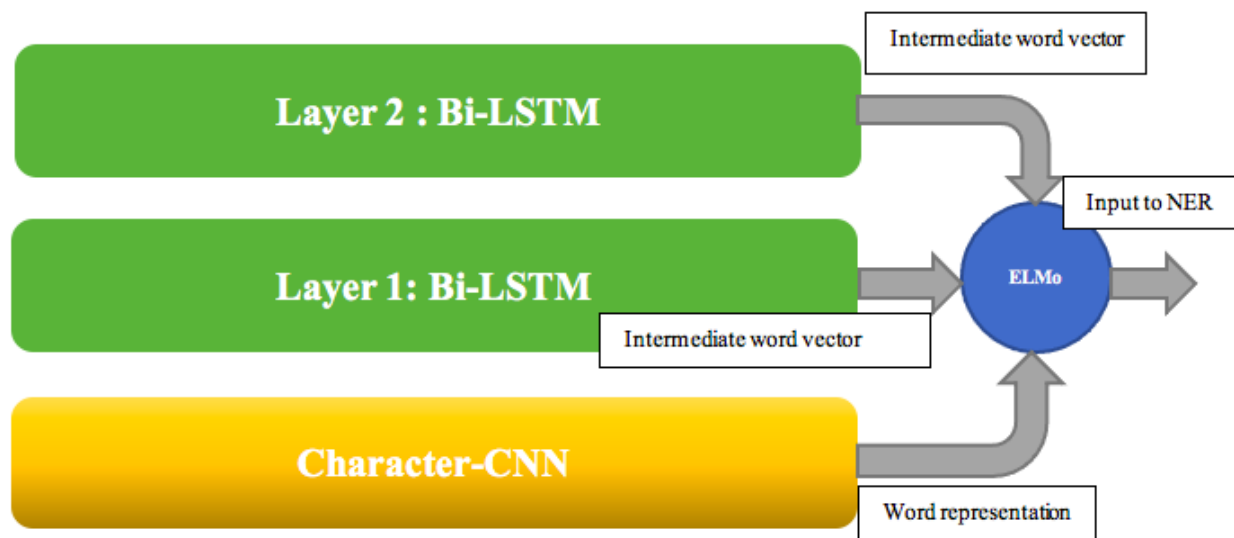 Intermediate word vector
Layer 2 : Bi-LSTM
Input to NER
Layer 1: Bi-LSTM
ELMo
Intermediate word vector
Character-CNN
Word representation